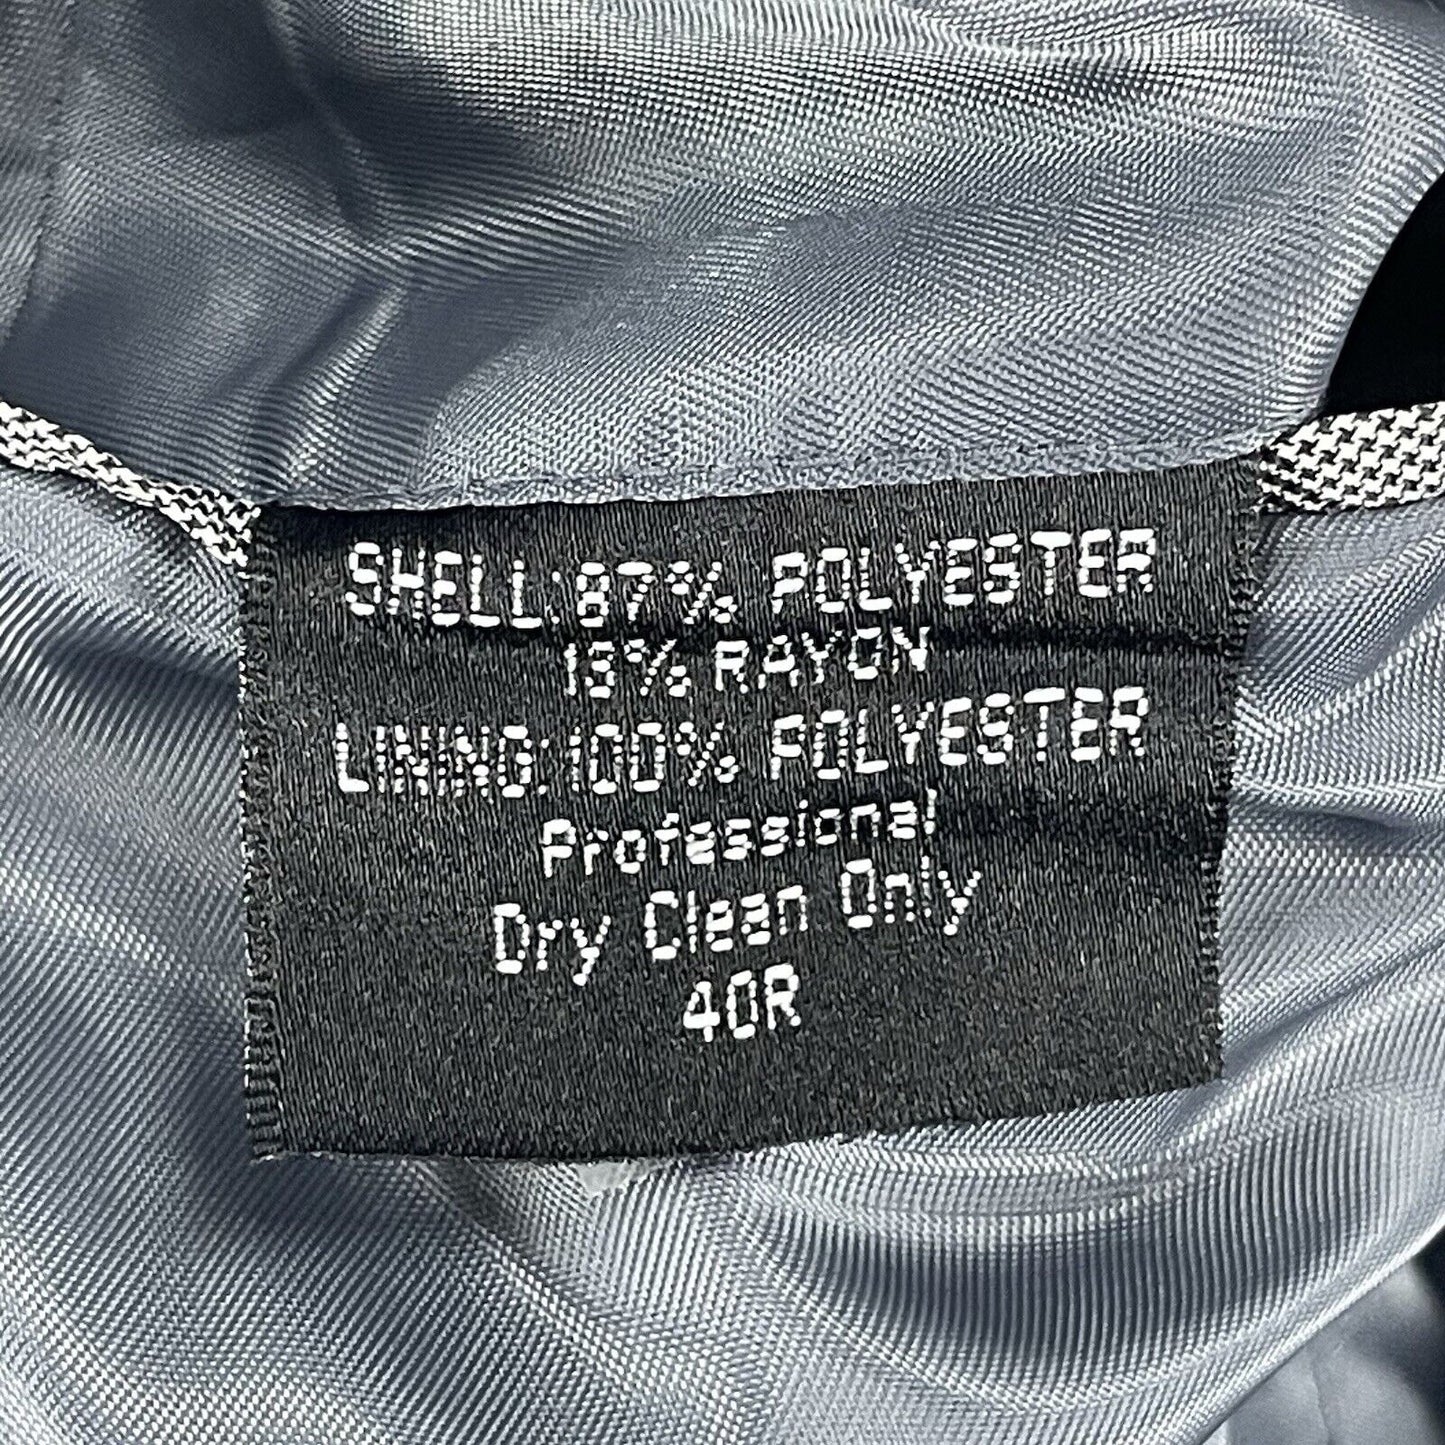 SHELL:87% POLYESTER
13% RAYON
LINING:100% POLYESTER
Professional
Dry Clean Only
40R